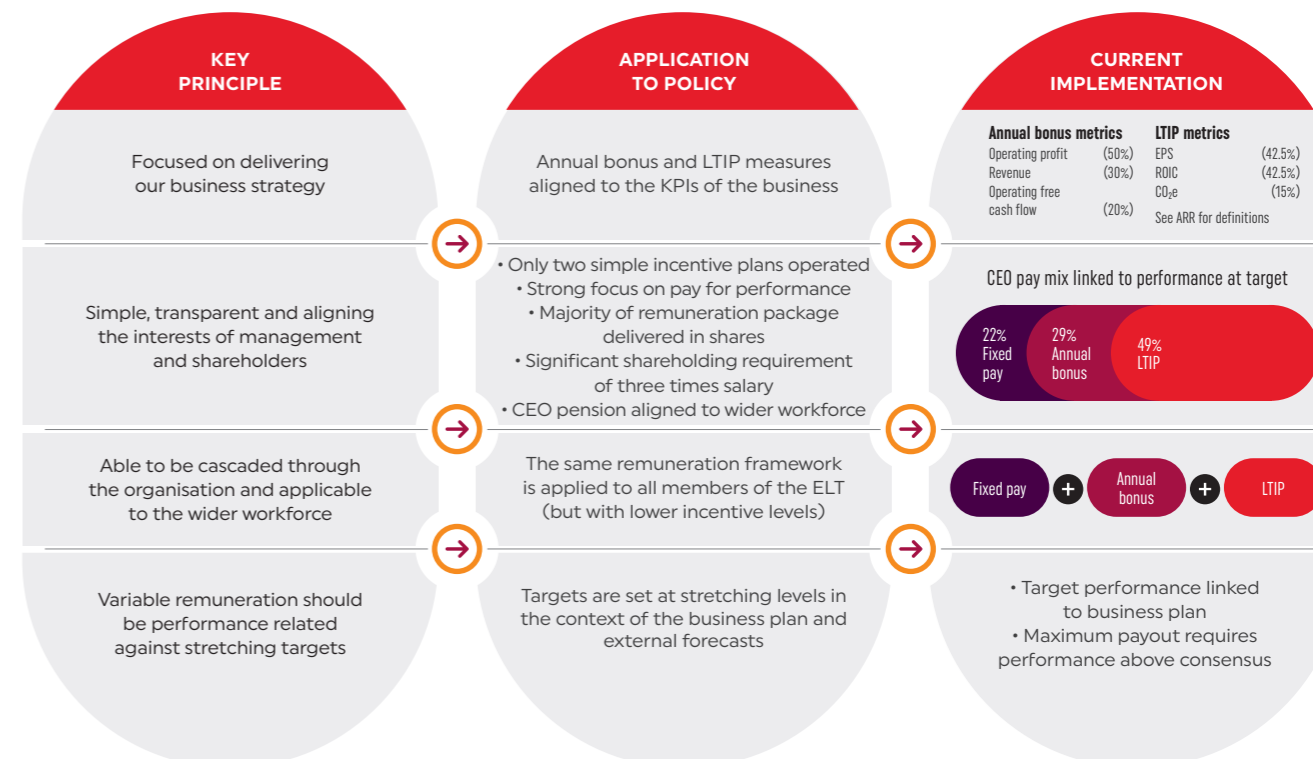 KEY
PRINCIPLE
APPLICATION
TO POLICY
CURRENT
IMPLEMENTATION
Focused on delivering
our business strategy
Annual bonus and LTIP measures
aligned to the KPIs of the business
Annual bonus metrics
Operating profit (50%)
Revenue (30%)
Operating free
cash flow (20%)
LTIP metrics
EPS (42.5%)
ROIC (42.5%)
CO₂e (15%)
See ARR for definitions
Simple, transparent and aligning
the interests of management
and shareholders
• Only two simple incentive plans operated
• Strong focus on pay for performance
• Majority of remuneration package
delivered in shares
• Significant shareholding requirement
of three times salary
• CEO pension aligned to wider workforce
CEO pay mix linked to performance at target
22%
Fixed
pay
29%
Annual
bonus
49%
LTIP
Able to be cascaded through
the organisation and applicable
to the wider workforce
The same remuneration framework
is applied to all members of the ELT
(but with lower incentive levels)
Fixed pay
+
Annual
bonus
+
LTIP
Variable remuneration should
be performance related
against stretching targets
Targets are set at stretching levels in
the context of the business plan and
external forecasts
• Target performance linked
to business plan
• Maximum payout requires
performance above consensus